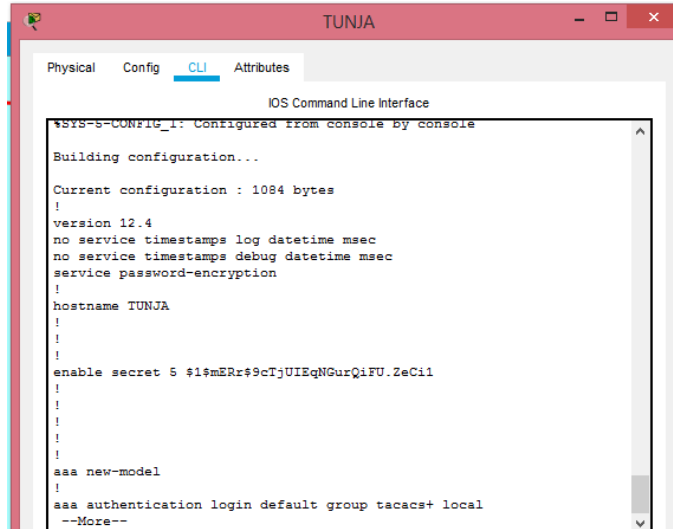 TUNJA
Physical Config CLI Attributes
IOS Command Line Interface
%SYS-5-CONFIG_I: Configured from console by console
Building configuration...
Current configuration : 1084 bytes
!
version 12.4
no service timestamps log datetime msec
no service timestamps debug datetime msec
service password-encryption
!
hostname TUNJA
!
!
!
enable secret 5 $1$mERr$9cTjUIEqNGurQiFU.ZeCi1
!
!
!
!
!
aaa new-model
!
aaa authentication login default group tacacs+ local
--More--